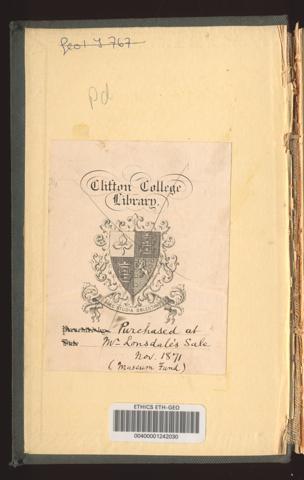 Geol J 767
pd
Clifton College
Library.
Purchased at
Mr Lonsdale's Sale
Nov. 1871
(Museum Fund)
ETHICS ETH-GEO
00400001242030